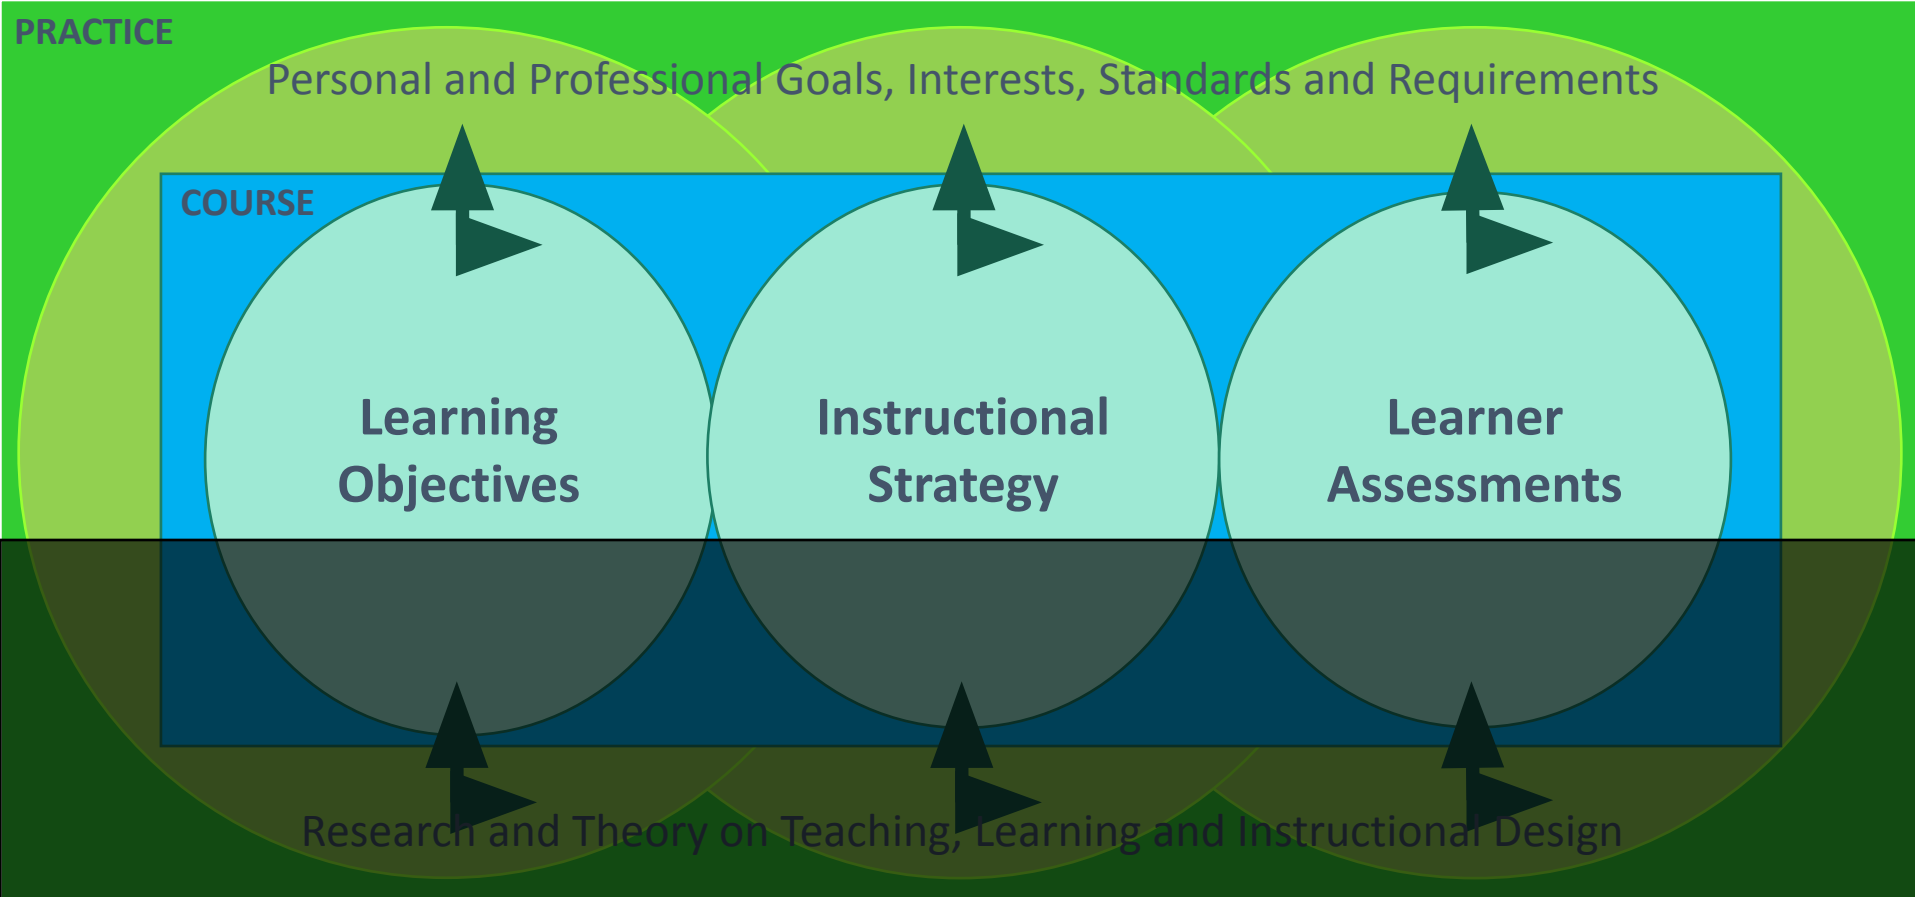 PRACTICE
Personal and Professional Goals, Interests, Standards and Requirements
COURSE
Learning
Objectives
Instructional
Strategy
Learner
Assessments
Research and Theory on Teaching, Learning and Instructional Design